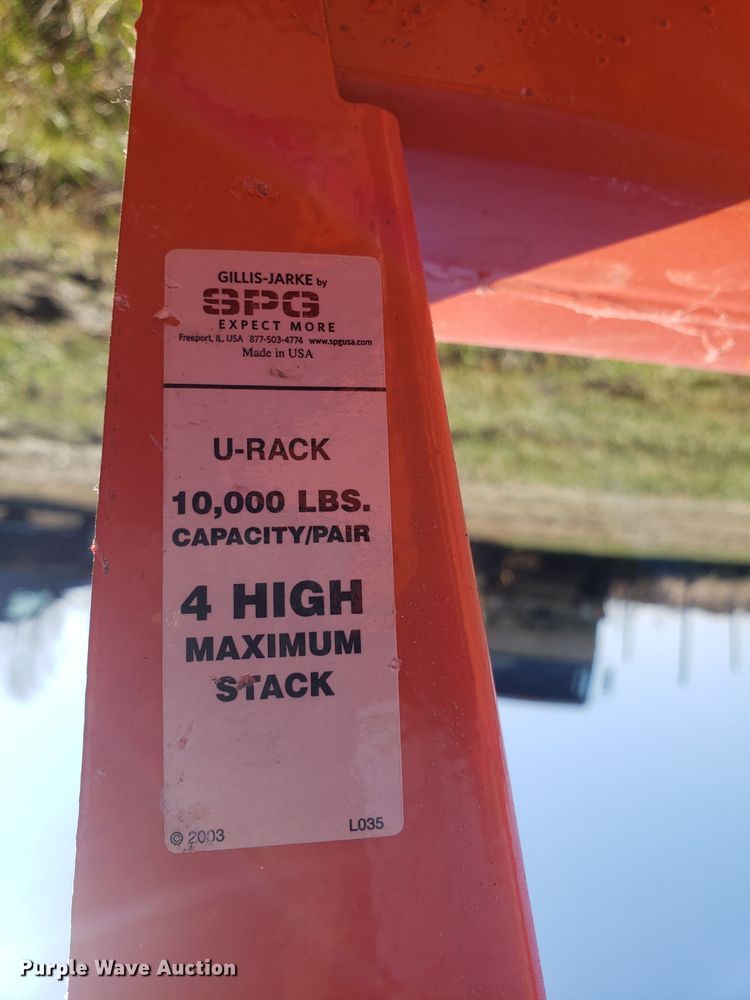 GILLIS-JARKE by
SPG
EXPECT MORE
Freeport, IL, USA 877-503-4774 www.spgusa.com
Made in USA
U-RACK
10,000 LBS.
CAPACITY/PAIR
4 HIGH
MAXIMUM
STACK
© 2003 L035
Purple Wave Auction